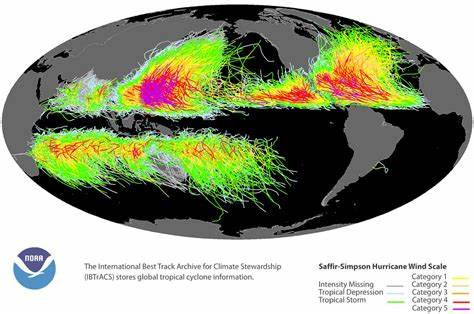 NOAA
The International Best Track Archive for Climate Stewardship
(IBTrACS) stores global tropical cyclone information.
Saffir-Simpson Hurricane Wind Scale
Category 1
Intensity Missing Category 2
Tropical Depression Category 3
Tropical Storm Category 4
Category 5